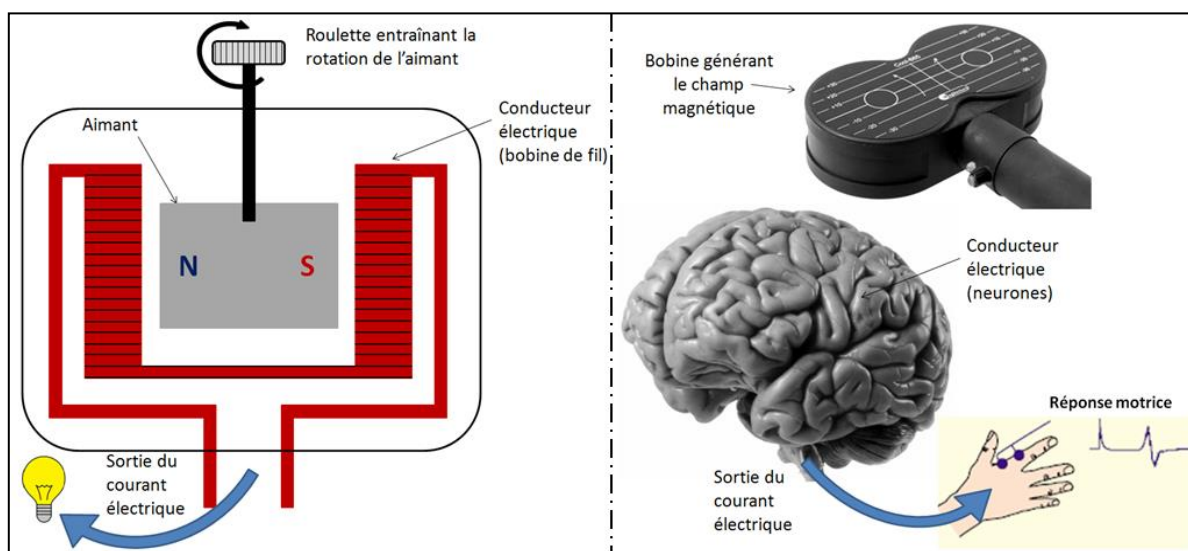 Roulette entraînant la
rotation de l’aimant
Aimant
Conducteur
électrique
(bobine de fil)
N
S
Sortie du
courant
électrique
Bobine générant
le champ
magnétique
Conducteur
électrique
(neurones)
Réponse motrice
Sortie du
courant
électrique